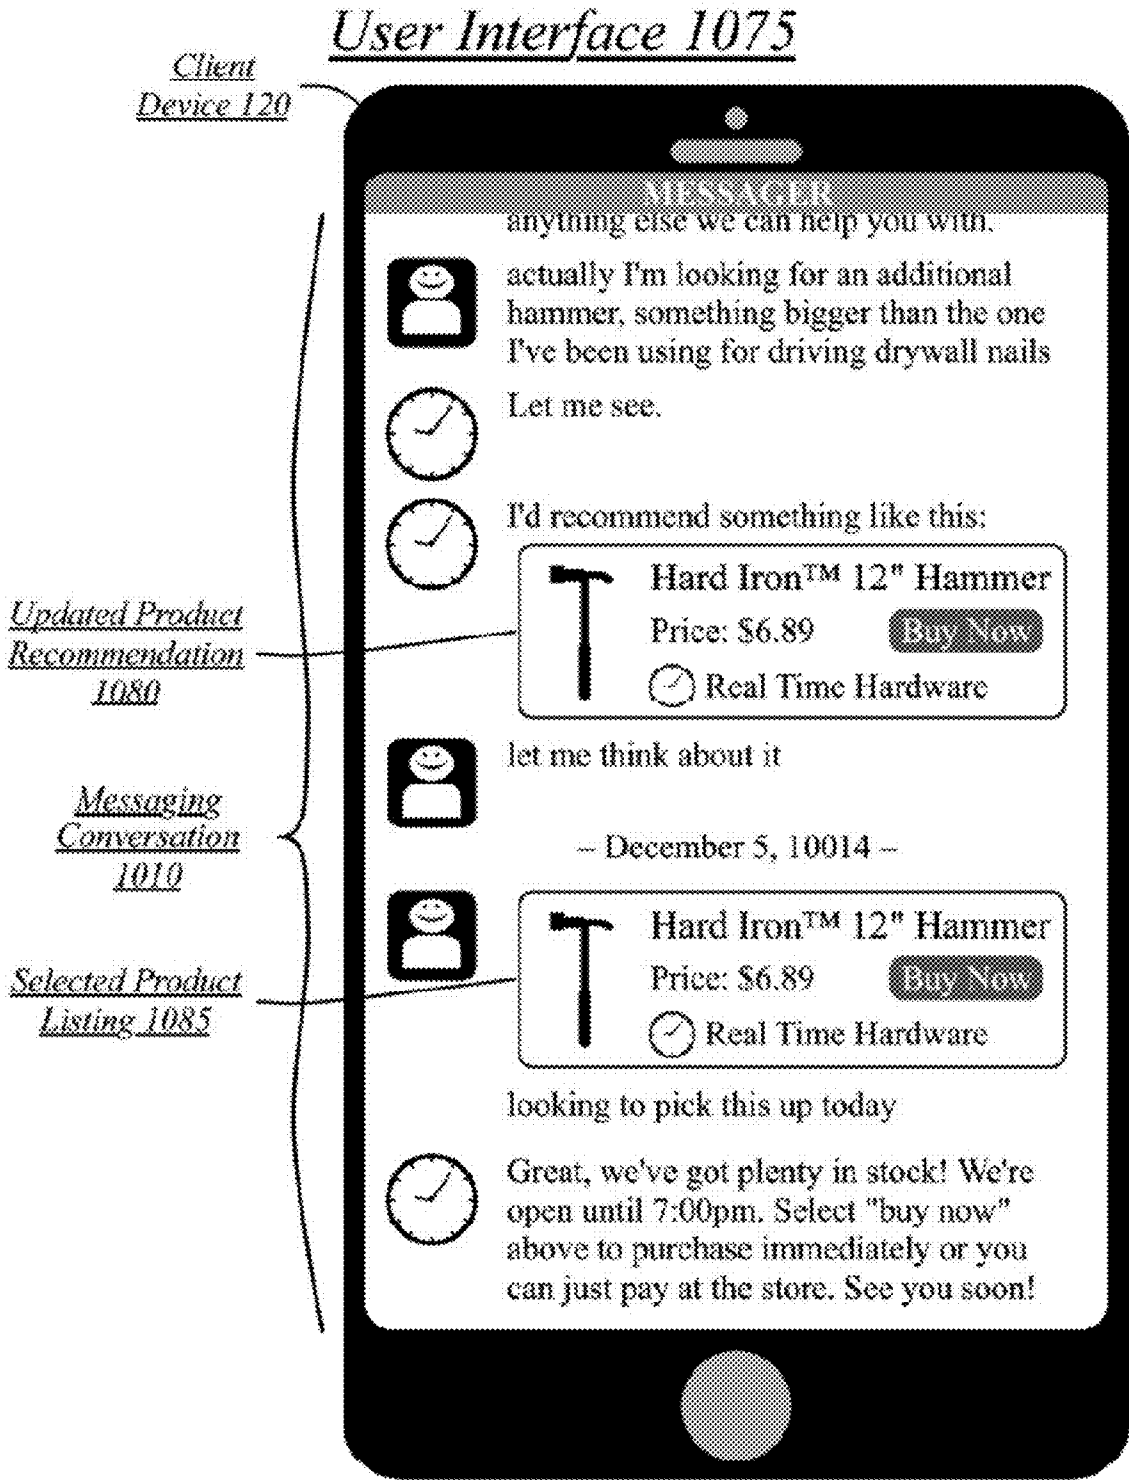 User Interface 1075
Client
Device 120
MESSAGER
anything else we can help you with.
actually I'm looking for an additional
hammer, something bigger than the one
I've been using for driving drywall nails
Let me see.
I'd recommend something like this:
Hard Iron™ 12" Hammer
Price: $6.89
Buy Now
Real Time Hardware
Updated Product
Recommendation
1080
let me think about it
Messaging
Conversation
1010
– December 5, 10014 –
Hard Iron™ 12" Hammer
Price: $6.89
Buy Now
Real Time Hardware
Selected Product
Listing 1085
looking to pick this up today
Great, we've got plenty in stock! We're
open until 7:00pm. Select "buy now"
above to purchase immediately or you
can just pay at the store. See you soon!